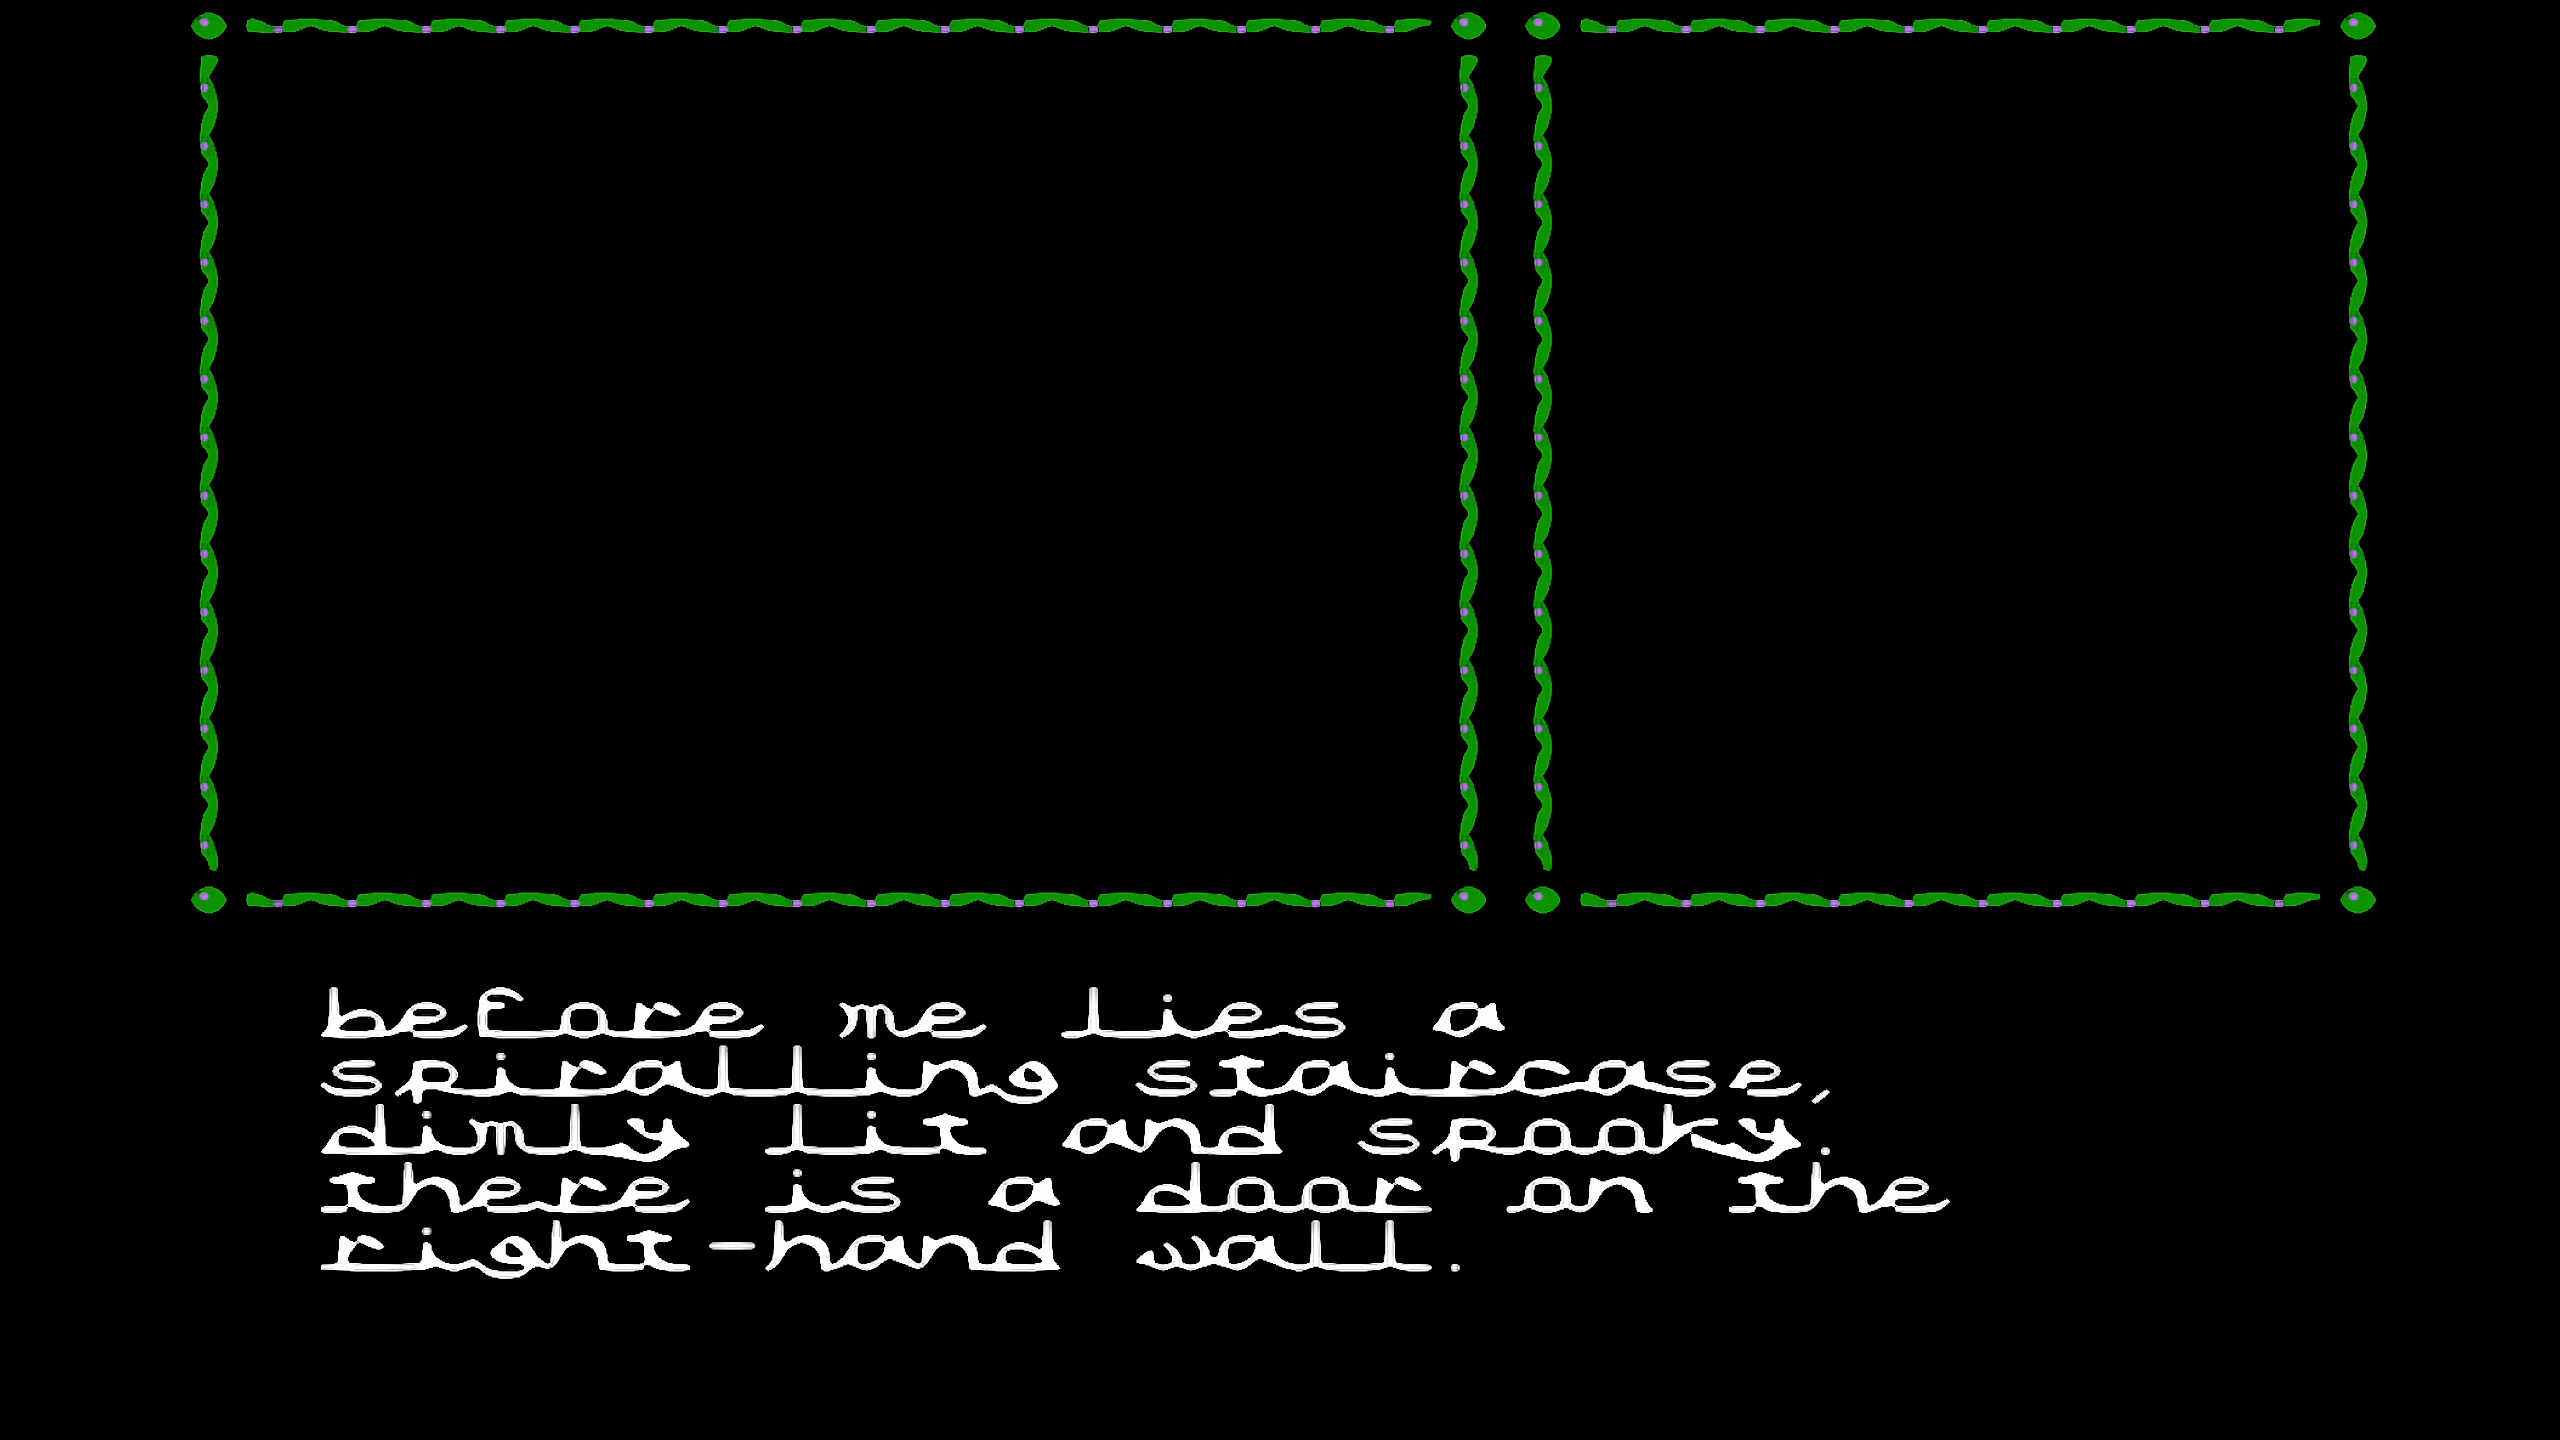 before me lies a
spiralling staircase,
dimly lit and spooky.
there is a door on the
right-hand wall.